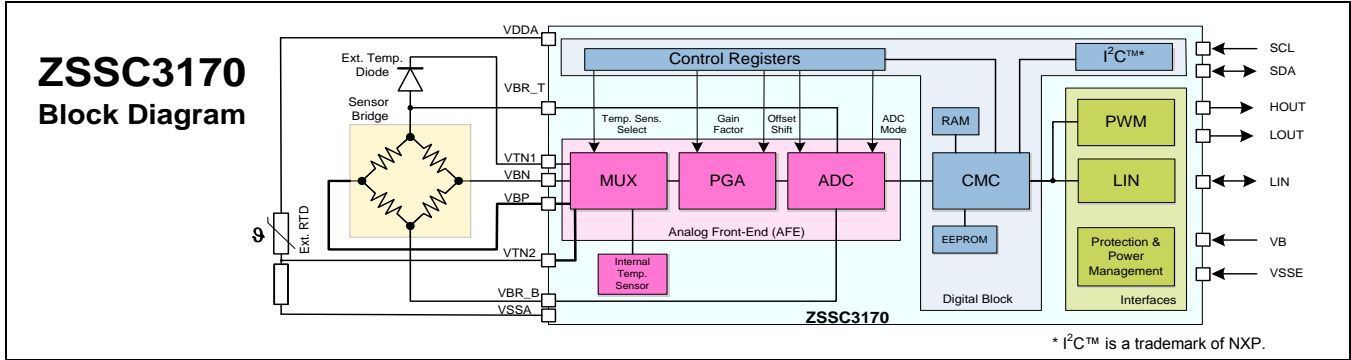 ZSSC3170
Block Diagram
VDDA
Ext. Temp.
Diode
VBR_T
Sensor
Bridge
VTN1
VBN
VBP
ϑ
Ext. RTD
VTN2
VBR_B
VSSA
Control Registers
I²C™*
Temp. Sens.
Select
Gain
Factor
Offset
Shift
ADC
Mode
MUX
PGA
ADC
Analog Front-End (AFE)
Internal
Temp.
Sensor
RAM
CMC
EEPROM
Digital Block
PWM
LIN
Protection &
Power
Management
Interfaces
ZSSC3170
SCL
SDA
HOUT
LOUT
LIN
VB
VSSE
* I²C™ is a trademark of NXP.